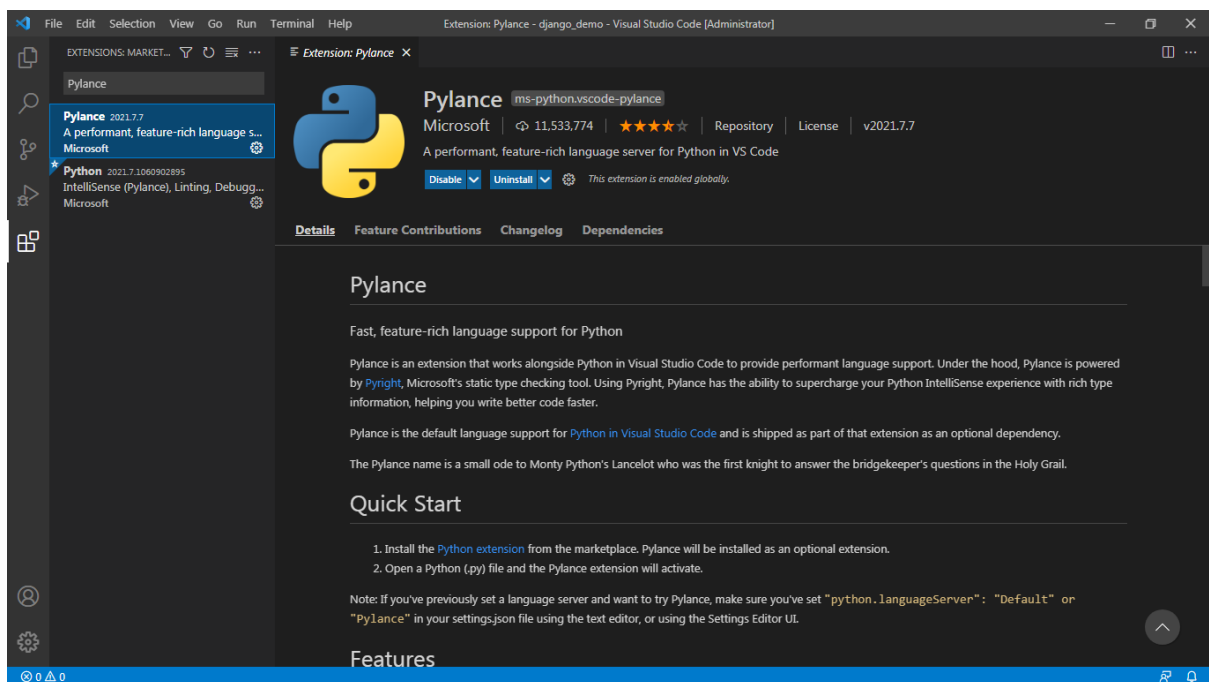 File Edit Selection View Go Run Terminal Help
Extension: Pylance - django_demo - Visual Studio Code [Administrator]
EXTENSIONS: MARKET...
Extension: Pylance
Pylance
Pylance 2021.7.7
A performant, feature-rich language s...
Microsoft
Python 2021.7.1060902895
IntelliSense (Pylance), Linting, Debugg...
Microsoft
Pylance ms-python.vscode-pylance
Microsoft 11,533,774 Repository License v2021.7.7
A performant, feature-rich language server for Python in VS Code
Disable Uninstall This extension is enabled globally.
Details Feature Contributions Changelog Dependencies
Pylance
Fast, feature-rich language support for Python
Pylance is an extension that works alongside Python in Visual Studio Code to provide performant language support. Under the hood, Pylance is powered
by Pyright, Microsoft's static type checking tool. Using Pyright, Pylance has the ability to supercharge your Python IntelliSense experience with rich type
information, helping you write better code faster.
Pylance is the default language support for Python in Visual Studio Code and is shipped as part of that extension as an optional dependency.
The Pylance name is a small ode to Monty Python's Lancelot who was the first knight to answer the bridgekeeper's questions in the Holy Grail.
Quick Start
1. Install the Python extension from the marketplace. Pylance will be installed as an optional extension.
2. Open a Python (.py) file and the Pylance extension will activate.
Note: If you've previously set a language server and want to try Pylance, make sure you've set "python.languageServer": "Default" or
"Pylance" in your settings.json file using the text editor, or using the Settings Editor UI.
Features
0 0